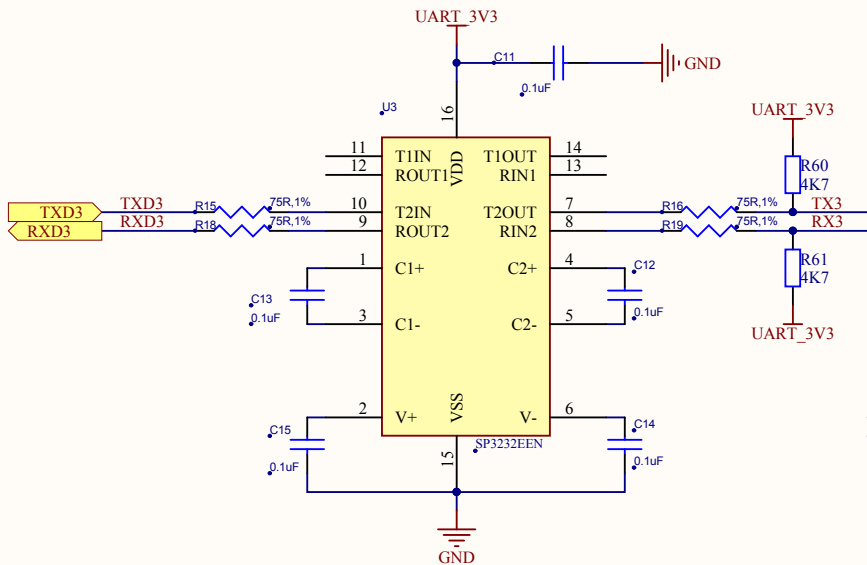 UART_3V3
C11
0.1uF
GND
U3
16
VDD
UART_3V3
R60
4K7
11
T1IN
T1OUT
14
12
ROUT1
RIN1
13
TXD3
TXD3
R15
75R,1%
10
T2IN
T2OUT
7
R16
75R,1%
TX3
RXD3
RXD3
R18
75R,1%
9
ROUT2
RIN2
8
R19
75R,1%
RX3
R61
4K7
UART_3V3
1
C1+
C2+
4
C12
C13
0.1uF
0.1uF
3
C1-
C2-
5
2
V+
VSS
V-
6
C15
0.1uF
C14
0.1uF
15
SP3232EEN
GND